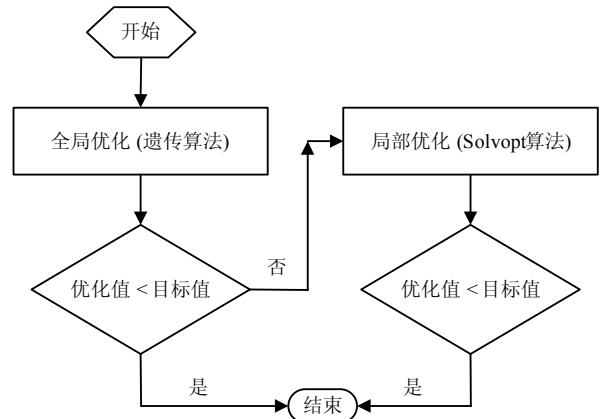 开始
全局优化 (遗传算法)
局部优化 (Solvopt算法)
优化值 < 目标值
否
优化值 < 目标值
是
结束
是